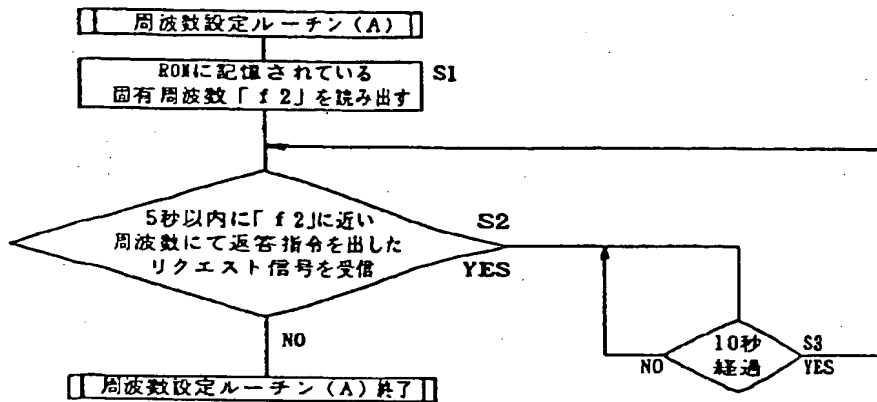 周波数設定ルーチン(A)
ROMに記憶されている
固有周波数「f2」を読み出す
S1
5秒以内に「f2」に近い
周波数にて返答指令を出した
リクエスト信号を受信
S2
YES
NO
10秒
経過
S3
NO
YES
周波数設定ルーチン(A)終了